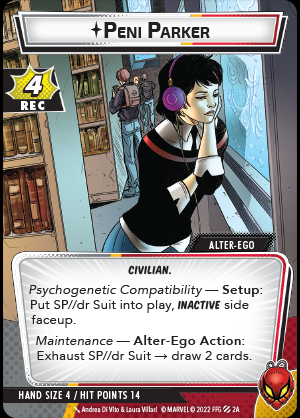 Peni Parker
4
REC
ALTER-EGO
CIVILIAN.
Psychogenetic Compatibility — Setup:
Put SP//dr Suit into play, INACTIVE side
faceup.
Maintenance — Alter-Ego Action:
Exhaust SP//dr Suit → draw 2 cards.
HAND SIZE 4 / HIT POINTS 14
Andrea Di Vito & Laura Villari © MARVEL © 2022 FFG 2A